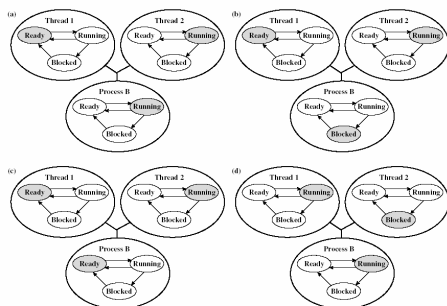 (a)
Thread 1
Ready Running
Blocked
Thread 2
Ready Running
Blocked
Process B
Ready Running
Blocked
(b)
Thread 1
Ready Running
Blocked
Thread 2
Ready Running
Blocked
Process B
Ready Running
Blocked
(c)
Thread 1
Ready Running
Blocked
Thread 2
Ready Running
Blocked
Process B
Ready Running
Blocked
(d)
Thread 1
Ready Running
Blocked
Thread 2
Ready Running
Blocked
Process B
Ready Running
Blocked